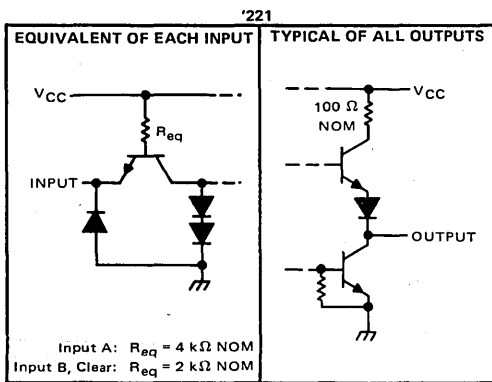 '221
EQUIVALENT OF EACH INPUT
VCC
Req
INPUT
Input A: Req = 4 kΩ NOM
Input B, Clear: Req = 2 kΩ NOM
TYPICAL OF ALL OUTPUTS
VCC
100 Ω
NOM
OUTPUT